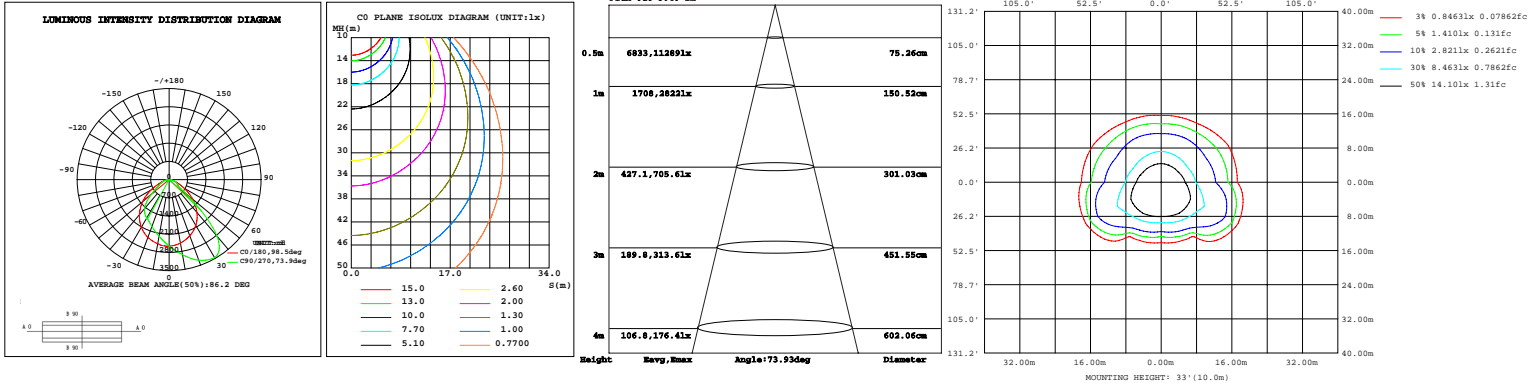 LUMINOUS INTENSITY DISTRIBUTION DIAGRAM
-/+180
-150
150
-120
120
-90
90
-60
60
-30
30
0
0
700
1400
2100
2800
3500
C0/180,98.5deg
C90/270,73.9deg
AVERAGE BEAM ANGLE(50%):86.2 DEG
B 90
A 0
A 0
B 90
C0 PLANE ISOLUX DIAGRAM (UNIT:lx)
MH(m)
10
14
18
22
26
30
34
38
42
46
50
0.0
17.0
34.0
S(m)
15.0
2.60
13.0
2.00
10.0
1.30
7.70
1.00
5.10
0.7700
0.5m
6833,11289lx
75.26cm
1m
1708,2822lx
150.52cm
2m
427.1,705.6lx
301.03cm
3m
189.8,313.6lx
451.55cm
4m
106.8,176.4lx
602.06cm
Height
Eavg,Emax
Angle:73.93deg
Diameter
105.0'
52.5'
0.0'
52.5'
105.0'
131.2'
40.00m
105.0'
32.00m
78.7'
24.00m
52.5'
16.00m
26.2'
8.00m
0.0'
0.00m
26.2'
8.00m
52.5'
16.00m
78.7'
24.00m
105.0'
32.00m
131.2'
40.00m
32.00m
16.00m
0.00m
16.00m
32.00m
MOUNTING HEIGHT: 33'(10.0m)
3% 0.8463lx 0.07862fc
5% 1.410lx 0.131fc
10% 2.821lx 0.2621fc
30% 8.463lx 0.7862fc
50% 14.10lx 1.31fc